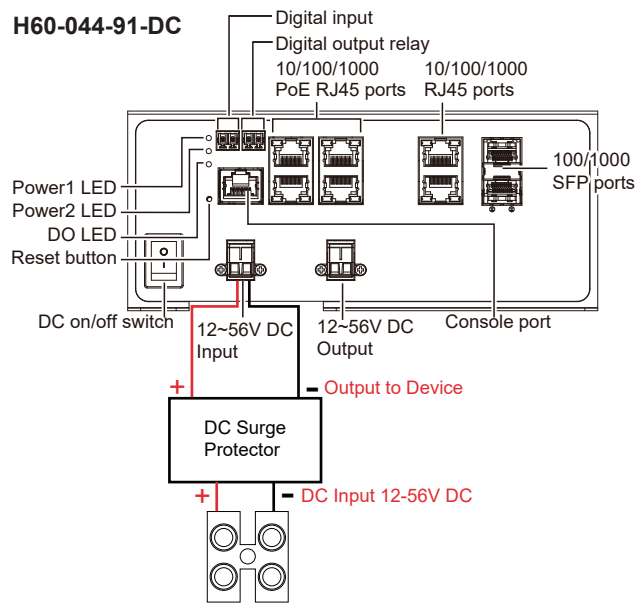 H60-044-91-DC
Digital input
Digital output relay
10/100/1000
PoE RJ45 ports
10/100/1000
RJ45 ports
100/1000
SFP ports
Power1 LED
Power2 LED
DO LED
Reset button
DC on/off switch
12~56V DC
Input
12~56V DC
Output
Console port
+
- Output to Device
DC Surge
Protector
+
- DC Input 12-56V DC